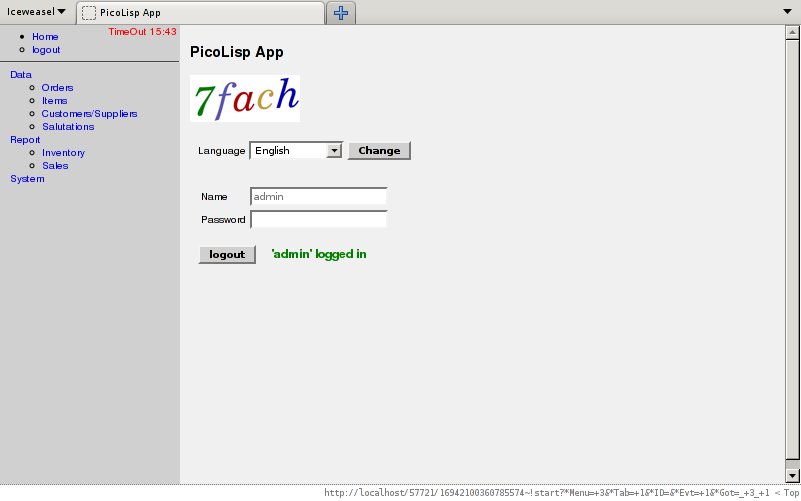 Iceweasel
PicoLisp App
TimeOut 15:43
Home
logout
Data
Orders
Items
Customers/Suppliers
Salutations
Report
Inventory
Sales
System
PicoLisp App
7fach
Language English Change
Name admin
Password
logout 'admin' logged in
http://localhost/57721/16942100360785574~!start?*Menu=+3&*Tab=+1&*ID=&*Evt=+1&*Got=_+3_+1 < Top